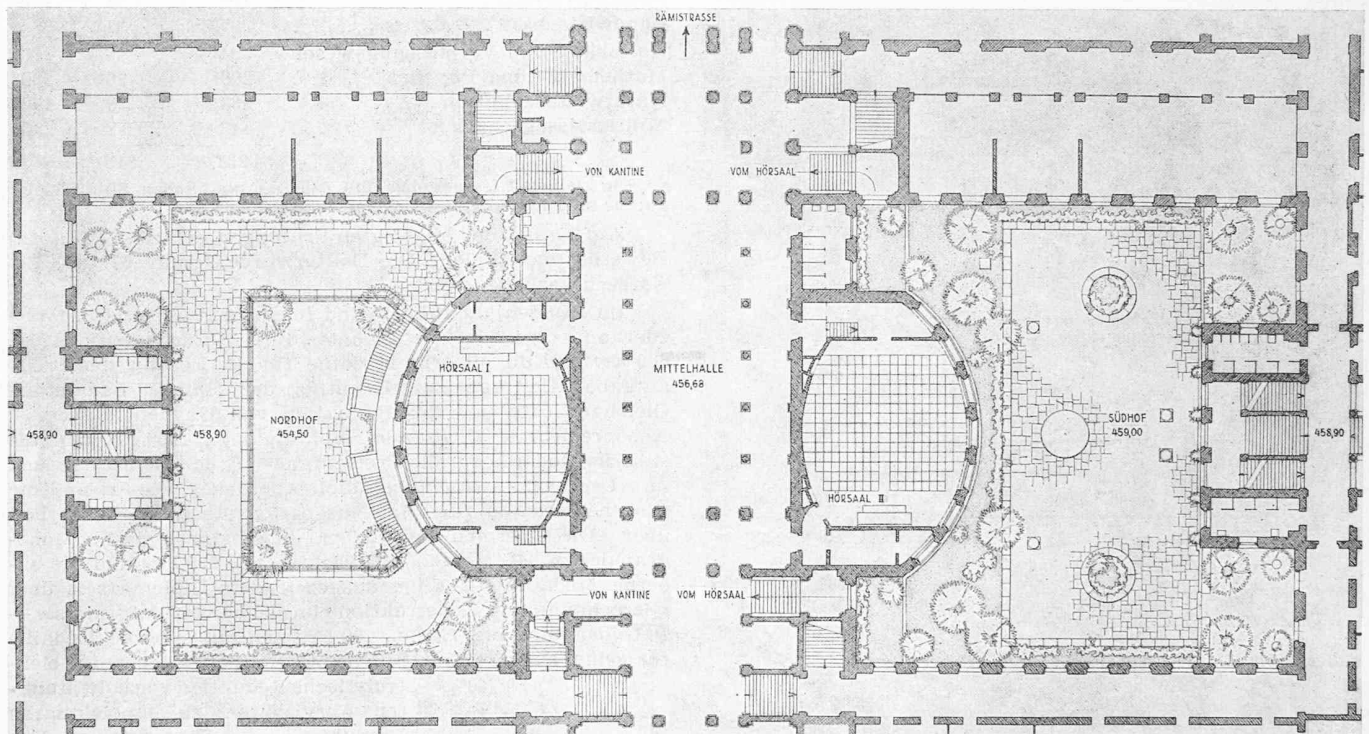 RÄMISTRASSE
VON KANTINE
VOM HÖRSAAL
HÖRSAAL I
MITTELHALLE
456,68
NORDHOF
454,50
458,90
458,90
SÜDHOF
459,00
458,90
HÖRSAAL II
VON KANTINE
VOM HÖRSAAL